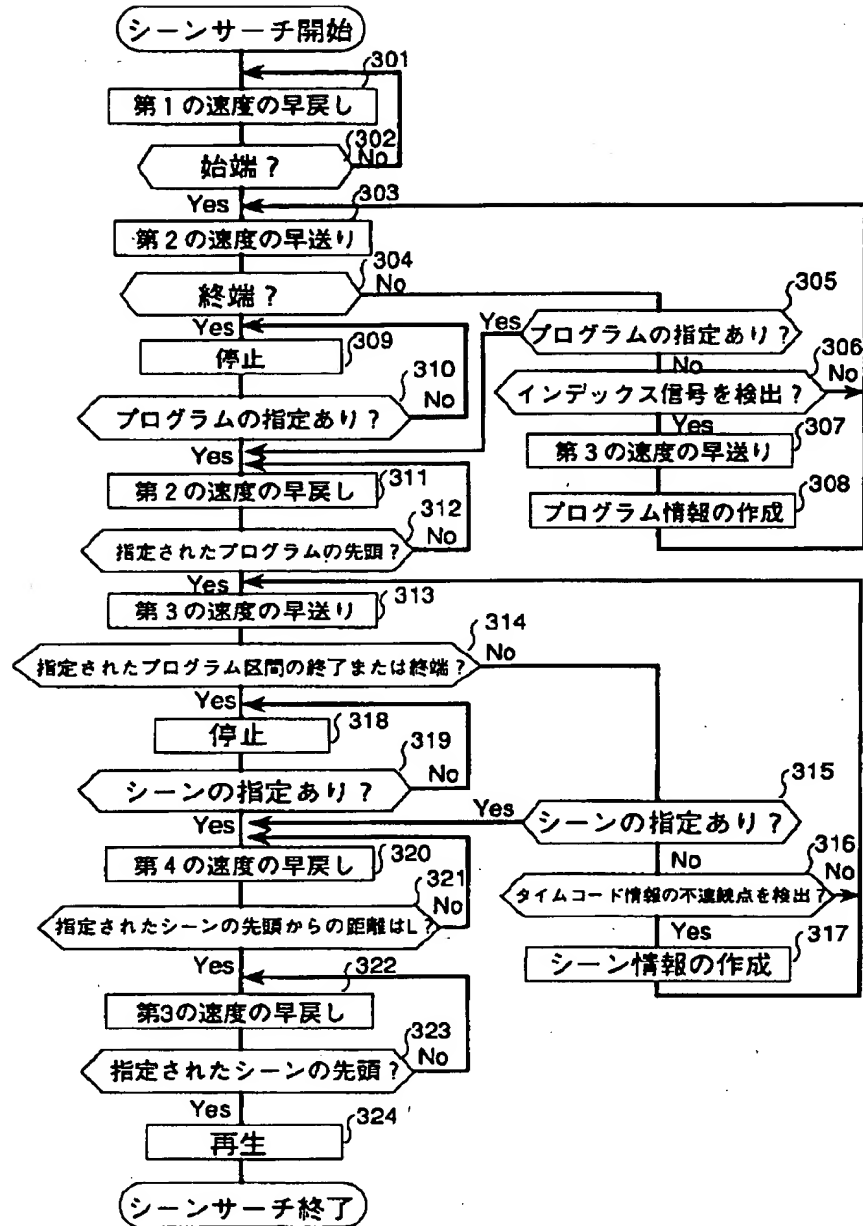 シーンサーチ開始
301
第1の速度の早戻し
302
始端?
No
Yes
303
第2の速度の早送り
304
終端?
No
305
Yes
プログラムの指定あり?
Yes
309
停止
No
306
310
インデックス信号を検出?
No
No
プログラムの指定あり?
Yes
307
第3の速度の早送り
Yes
311
第2の速度の早戻し
308
プログラム情報の作成
312
指定されたプログラムの先頭?
No
Yes
313
第3の速度の早送り
314
指定されたプログラム区間の終了または終端?
No
Yes
318
停止
319
シーンの指定あり?
No
315
Yes
シーンの指定あり?
Yes
320
第4の速度の早戻し
No
316
321
タイムコード情報の不連続点を検出?
No
指定されたシーンの先頭からの距離はL?
No
Yes
317
シーン情報の作成
Yes
322
第3の速度の早戻し
323
指定されたシーンの先頭?
No
Yes
324
再生
シーンサーチ終了